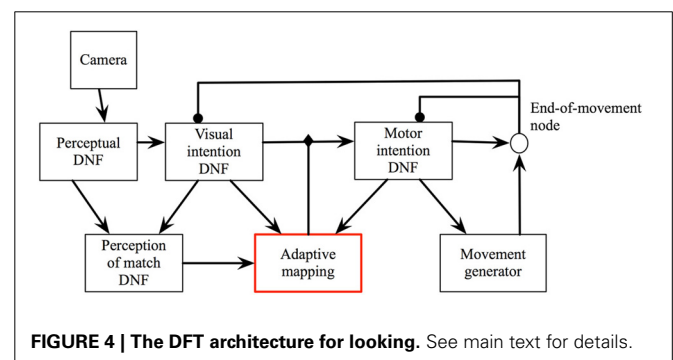 Camera
Perceptual
DNF
Visual
intention
DNF
Motor
intention
DNF
End-of-movement
node
Perception
of match
DNF
Adaptive
mapping
Movement
generator
FIGURE 4 | The DFT architecture for looking. See main text for details.